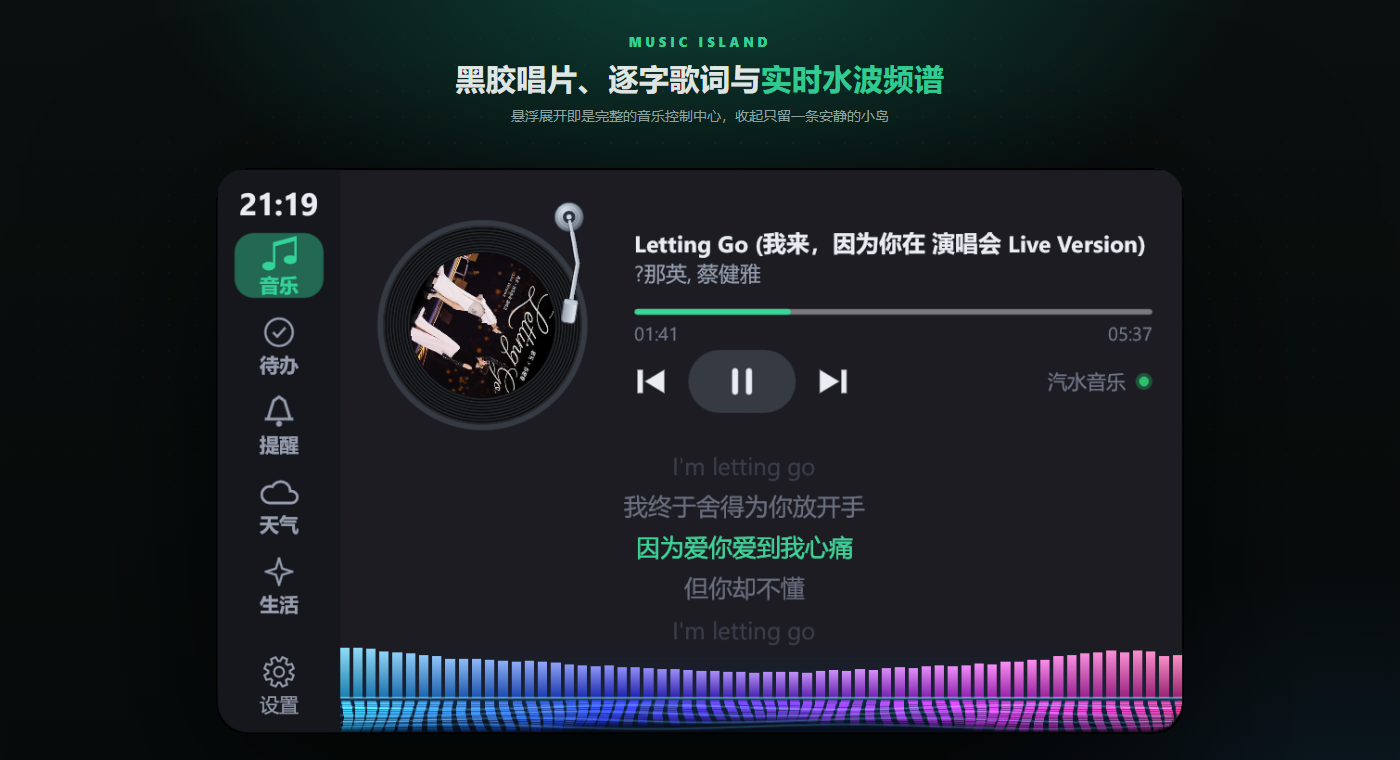 MUSIC ISLAND
黑胶唱片、逐字歌词与实时水波频谱
悬浮展开即是完整的音乐控制中心，收起只留一条安静的小岛
21:19
音乐
待办
提醒
天气
生活
设置
Letting Go
Letting Go (我来，因为你在 演唱会 Live Version)
?那英, 蔡健雅
01:41
05:37
汽水音乐
I'm letting go
我终于舍得为你放开手
因为爱你爱到我心痛
但你却不懂
I'm letting go